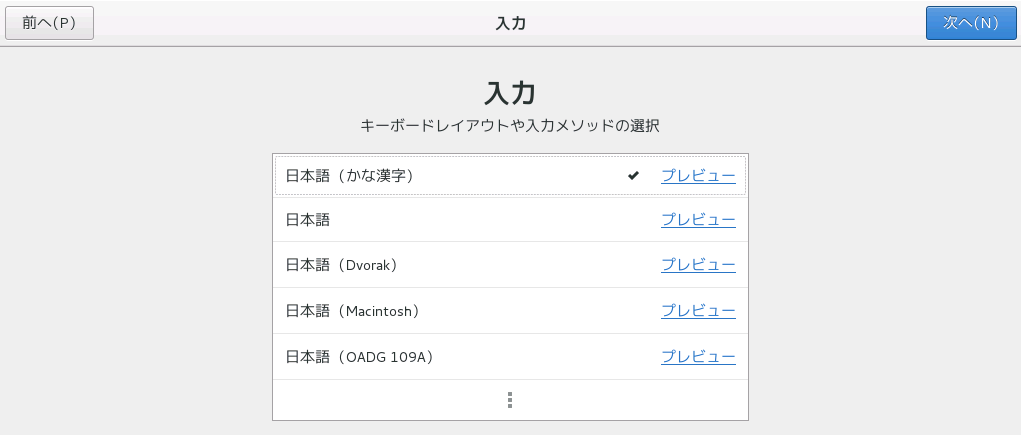 前へ(P) 入力 次へ(N)
入力
キーボードレイアウトや入力メソッドの選択
日本語（かな漢字） プレビュー
日本語 プレビュー
日本語（Dvorak） プレビュー
日本語（Macintosh） プレビュー
日本語（OADG 109A） プレビュー